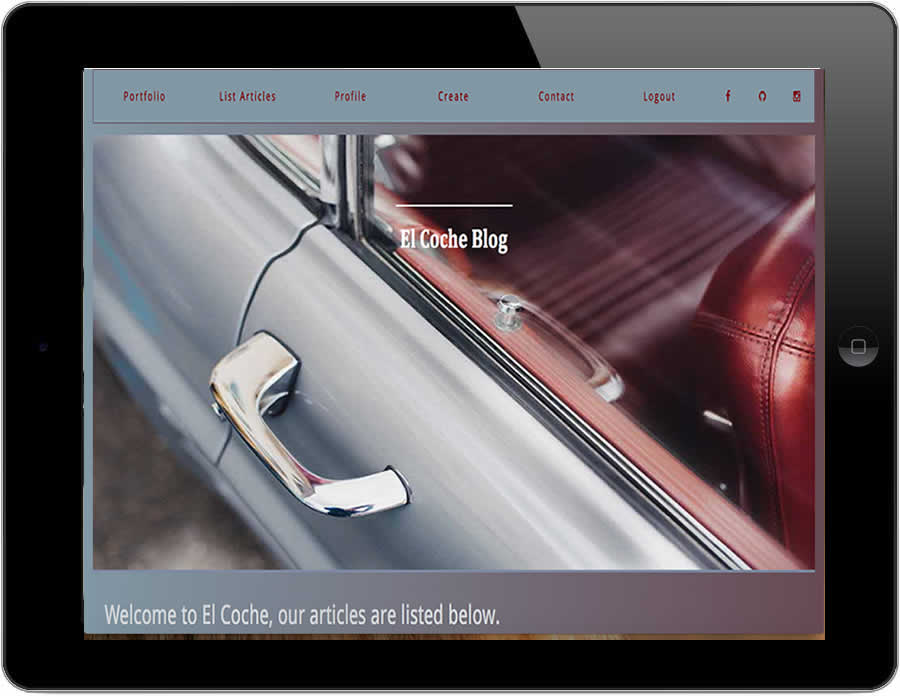 Portfolio List Articles Profile Create Contact Logout
El Coche Blog
Welcome to El Coche, our articles are listed below.